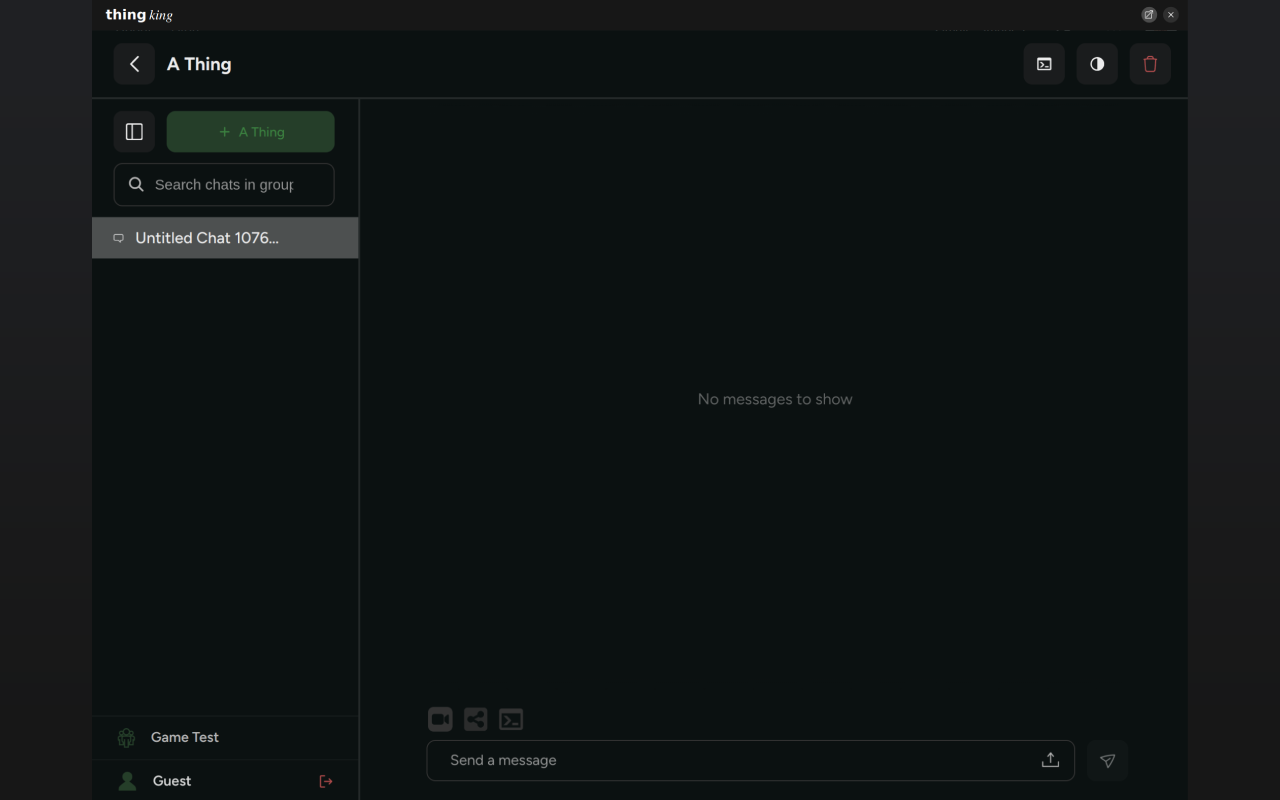 thing king
A Thing
+ A Thing
Search chats in group
Untitled Chat 1076...
No messages to show
Game Test
Send a message
Guest